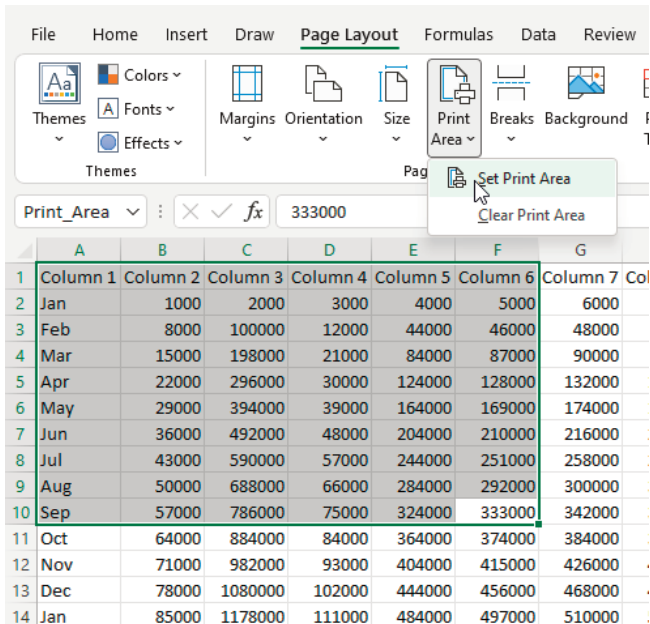 File Home Insert Draw Page Layout Formulas Data Review
Aa Colors
A Fonts
Effects
Themes Margins Orientation Size Print Area Breaks Background
Themes Pag
Set Print Area
Clear Print Area
Print_Area fx 333000
A B C D E F G
1 Column 1 Column 2 Column 3 Column 4 Column 5 Column 6 Column 7 Col
2 Jan 1000 2000 3000 4000 5000 6000
3 Feb 8000 100000 12000 44000 46000 48000
4 Mar 15000 198000 21000 84000 87000 90000
5 Apr 22000 296000 30000 124000 128000 132000
6 May 29000 394000 39000 164000 169000 174000
7 Jun 36000 492000 48000 204000 210000 216000
8 Jul 43000 590000 57000 244000 251000 258000
9 Aug 50000 688000 66000 284000 292000 300000
10 Sep 57000 786000 75000 324000 333000 342000
11 Oct 64000 884000 84000 364000 374000 384000
12 Nov 71000 982000 93000 404000 415000 426000
13 Dec 78000 1080000 102000 444000 456000 468000
14 Jan 85000 1178000 111000 484000 497000 510000